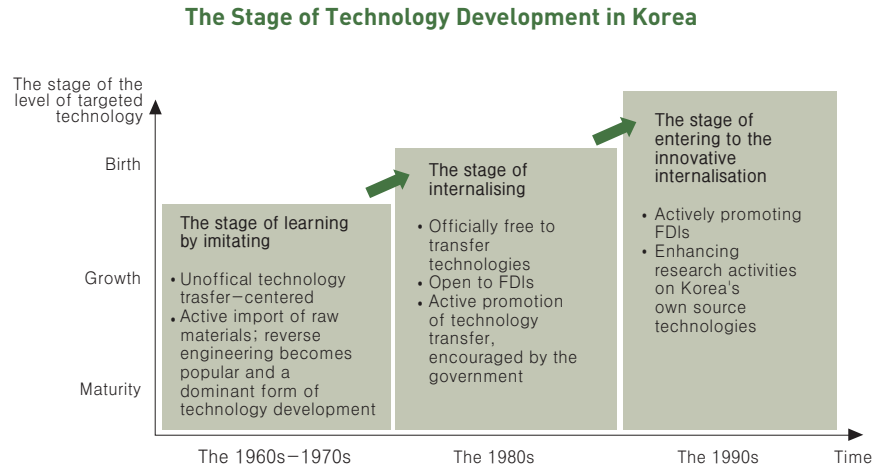 The Stage of Technology Development in Korea
The stage of the
level of targeted
technology
Birth
Growth
Maturity
The stage of learning
by imitating
• Unoffical technology
trasfer-centered
• Active import of raw
materials; reverse
engineering becomes
popular and a
dominant form of
technology development
The stage of
internalising
• Officially free to
transfer
technologies
• Open to FDIs
• Active promotion
of technology
transfer,
encouraged by the
government
The stage of
entering to the
innovative
internalisation
• Actively promoting
FDIs
• Enhancing
research activities
on Korea's
own source
technologies
The 1960s-1970s
The 1980s
The 1990s
Time